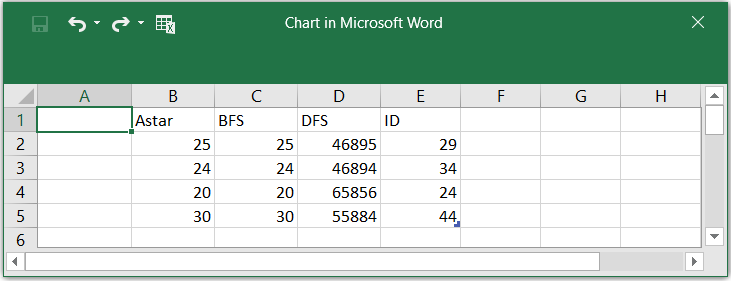 Chart in Microsoft Word
A B C D E F G H
1 Astar BFS DFS ID
2 25 25 46895 29
3 24 24 46894 34
4 20 20 65856 24
5 30 30 55884 44
6